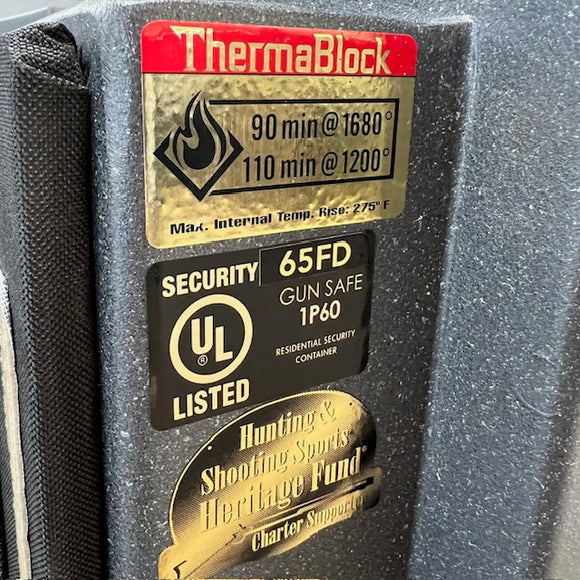 ThermaBlock
90 min @ 1680°
110 min @ 1200°
Max. Internal Temp. Rise: 275° F
SECURITY 65FD
GUN SAFE
1P60
UL ®
RESIDENTIAL SECURITY
CONTAINER
LISTED
Hunting &
Shooting Sports
Heritage Fund®
Charter Supporter